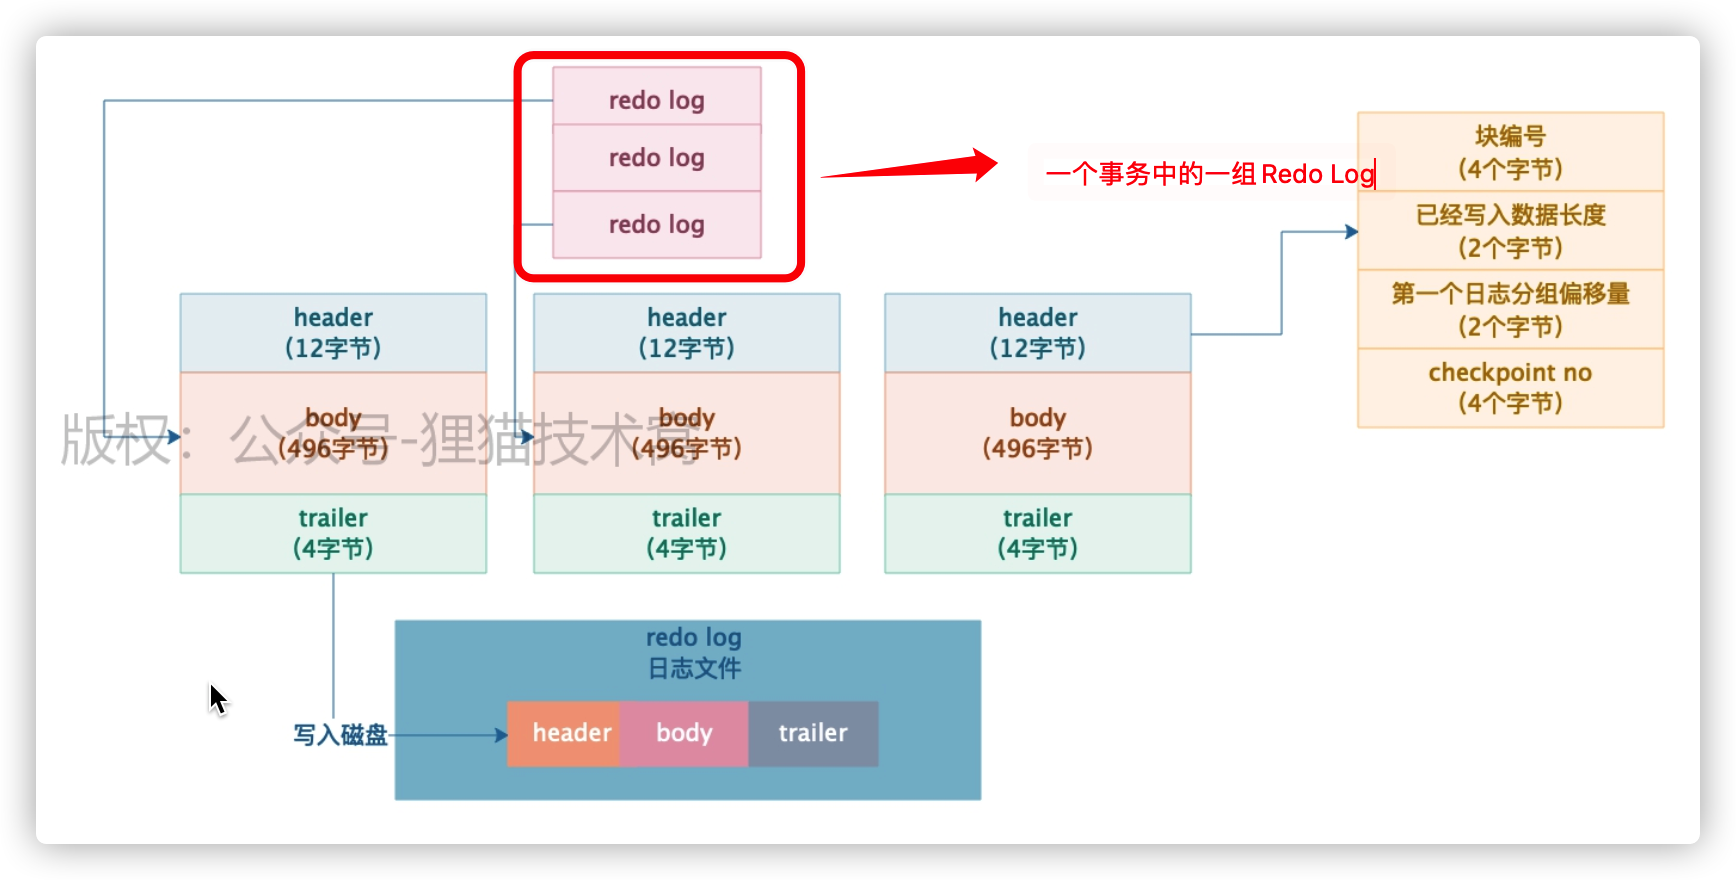 redo log
redo log
redo log
一个事务中的一组Redo Log
块编号
(4个字节)
已经写入数据长度
(2个字节)
第一个日志分组偏移量
(2个字节)
checkpoint no
(4个字节)
header
(12字节)
body
(496字节)
trailer
(4字节)
header
(12字节)
body
(496字节)
trailer
(4字节)
header
(12字节)
body
(496字节)
trailer
(4字节)
版权：公众号-狸猫技术窝
redo log
日志文件
写入磁盘
header
body
trailer